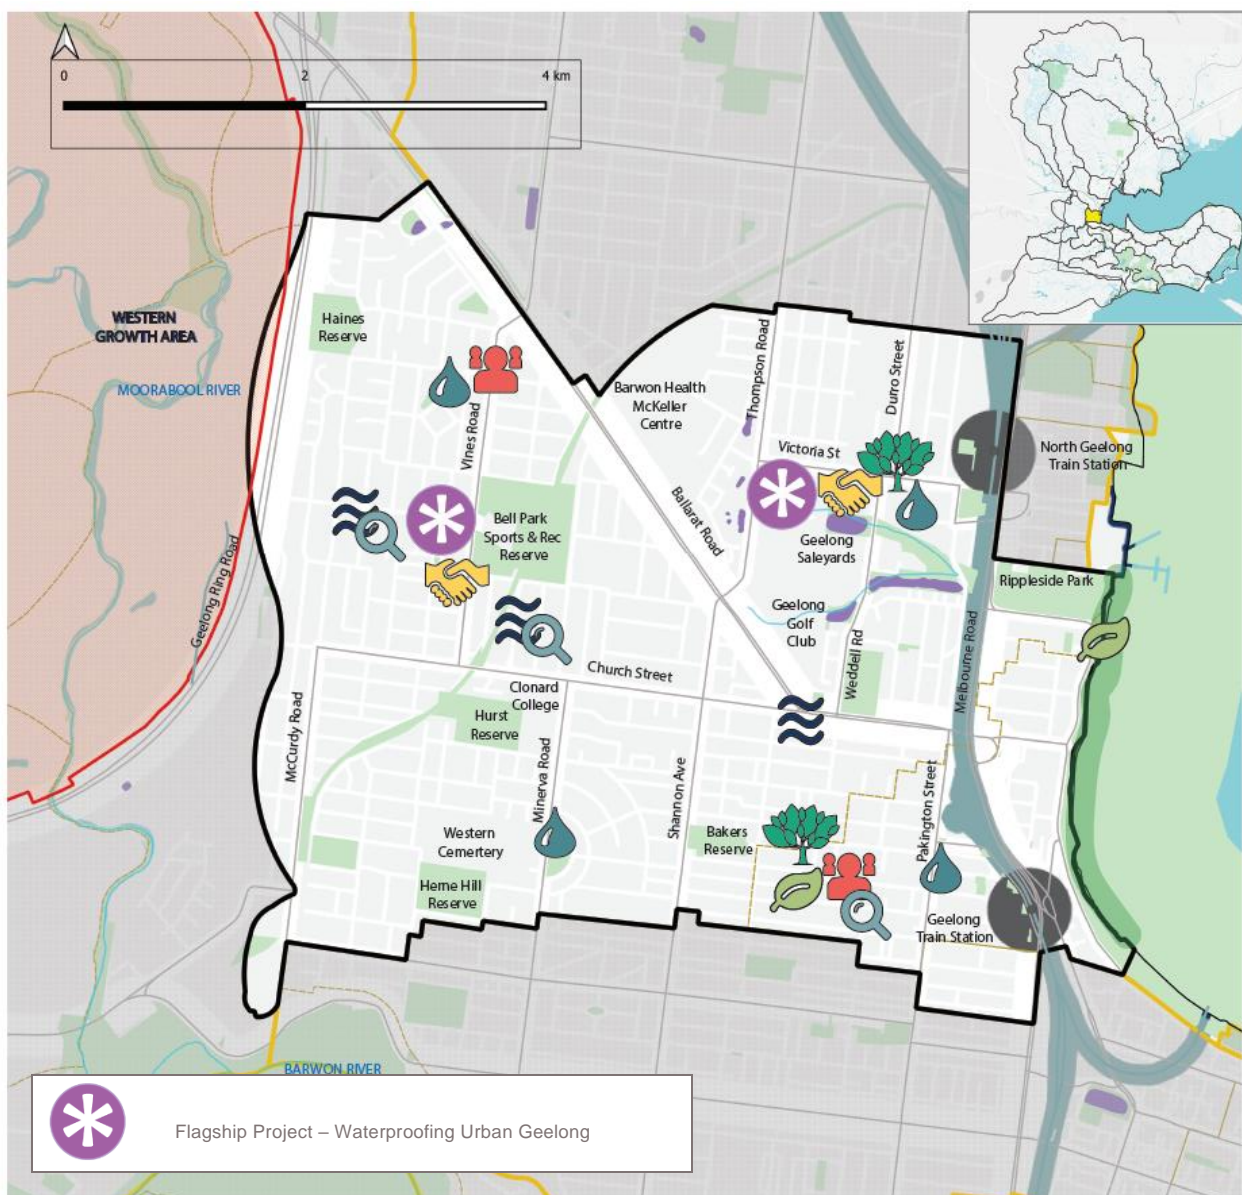 0 2 4 km
WESTERN
GROWTH AREA
MOORABOOL RIVER
Haines
Reserve
Vines Road
Barwon Health
McKeller
Centre
Thompson Road
Durro Street
Victoria St
North Geelong
Train Station
Ballarat Road
Bell Park
Sports & Rec
Reserve
Geelong
Saleyards
Geelong Ring Road
Rippleside Park
Geelong
Golf
Club
Weddell Rd
Melbourne Road
Church Street
Clonard
College
Hurst
Reserve
McCurdy Road
Minerva Road
Shannon Ave
Pakington Street
Western
Cemertery
Bakers
Reserve
Herne Hill
Reserve
Geelong
Train Station
BARWON RIVER
Flagship Project – Waterproofing Urban Geelong